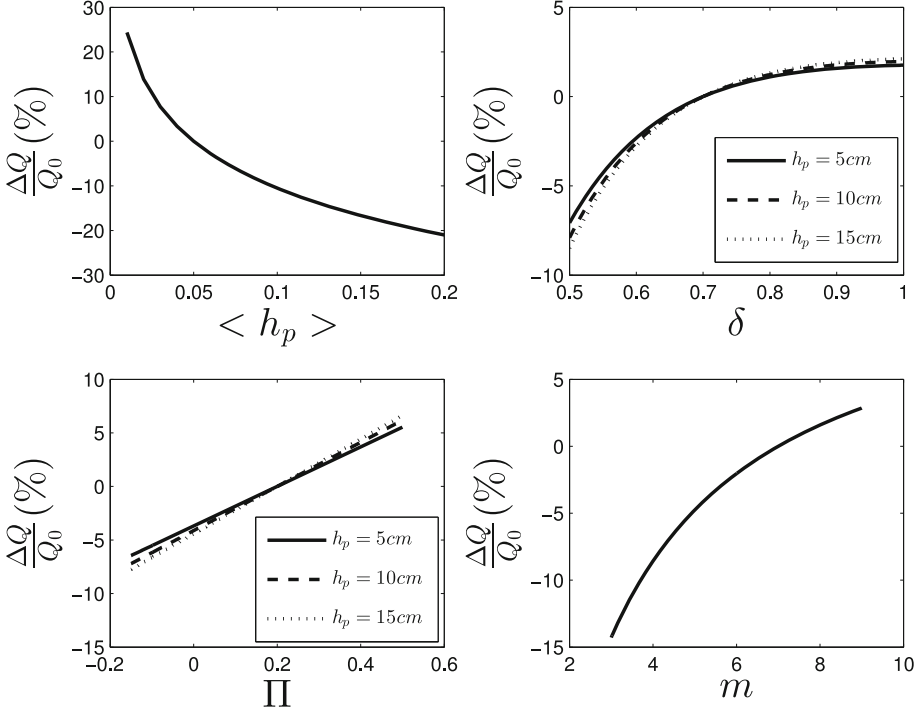 30
20
10
0
−10
−20
−30
0 0.05 0.1 0.15 0.2
ΔQ/Q0 (%)
< hp >
5
0
−5
−10
0.5 0.6 0.7 0.8 0.9 1
ΔQ/Q0 (%)
δ
hp = 5cm
hp = 10cm
hp = 15cm
10
5
0
−5
−10
−15
−0.2 0 0.2 0.4 0.6
ΔQ/Q0 (%)
Π
hp = 5cm
hp = 10cm
hp = 15cm
5
0
−5
−10
−15
2 4 6 8 10
ΔQ/Q0 (%)
m